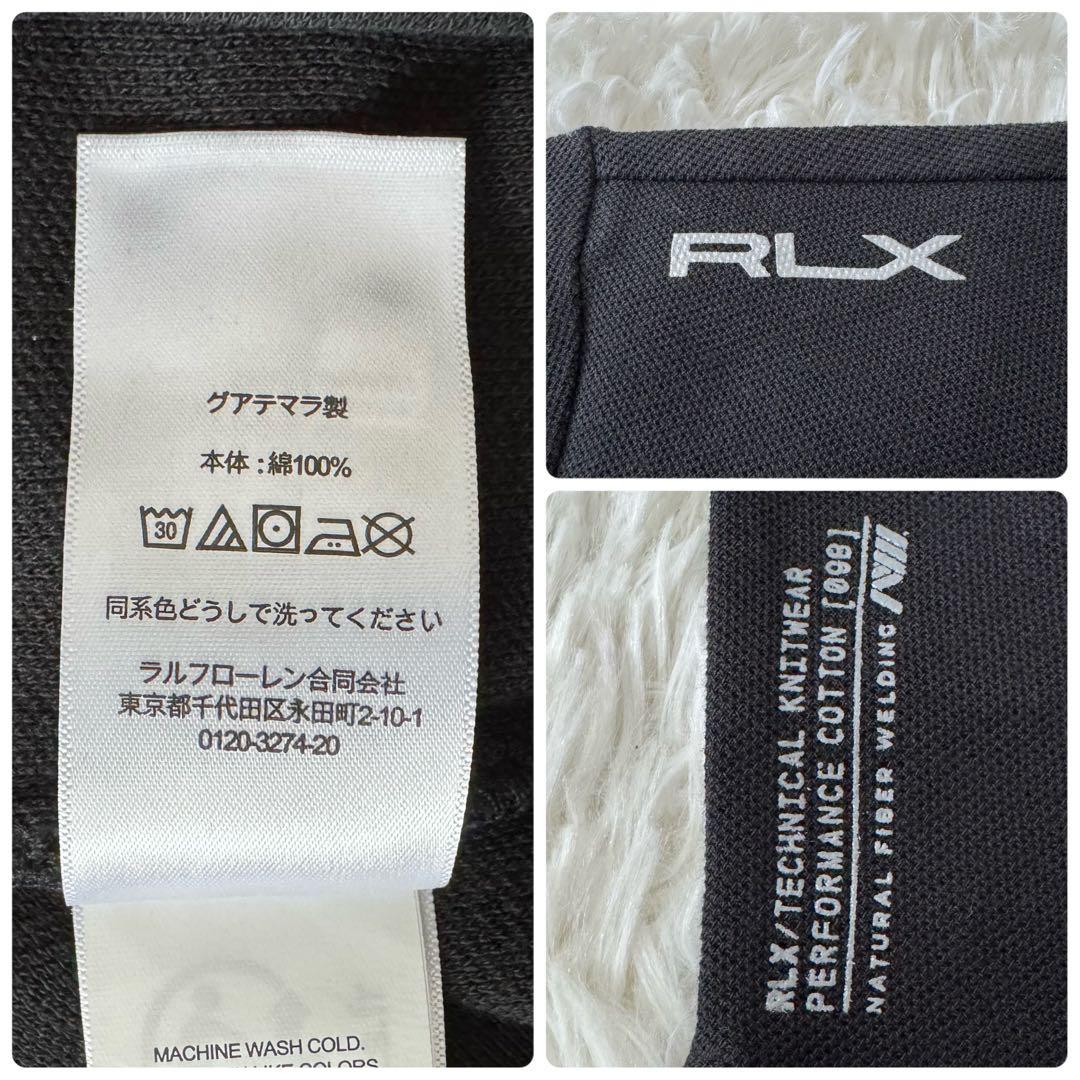 グアテマラ製
本体:綿100%
30
同系色どうしで洗ってください
ラルフローレン合同会社
東京都千代田区永田町2-10-1
0120-3274-20
MACHINE WASH COLD.
LIKE COLORS
RLX
RLX/TECHNICAL KNITWEAR
PERFORMANCE COTTON [098]
NATURAL FIBER WELDING